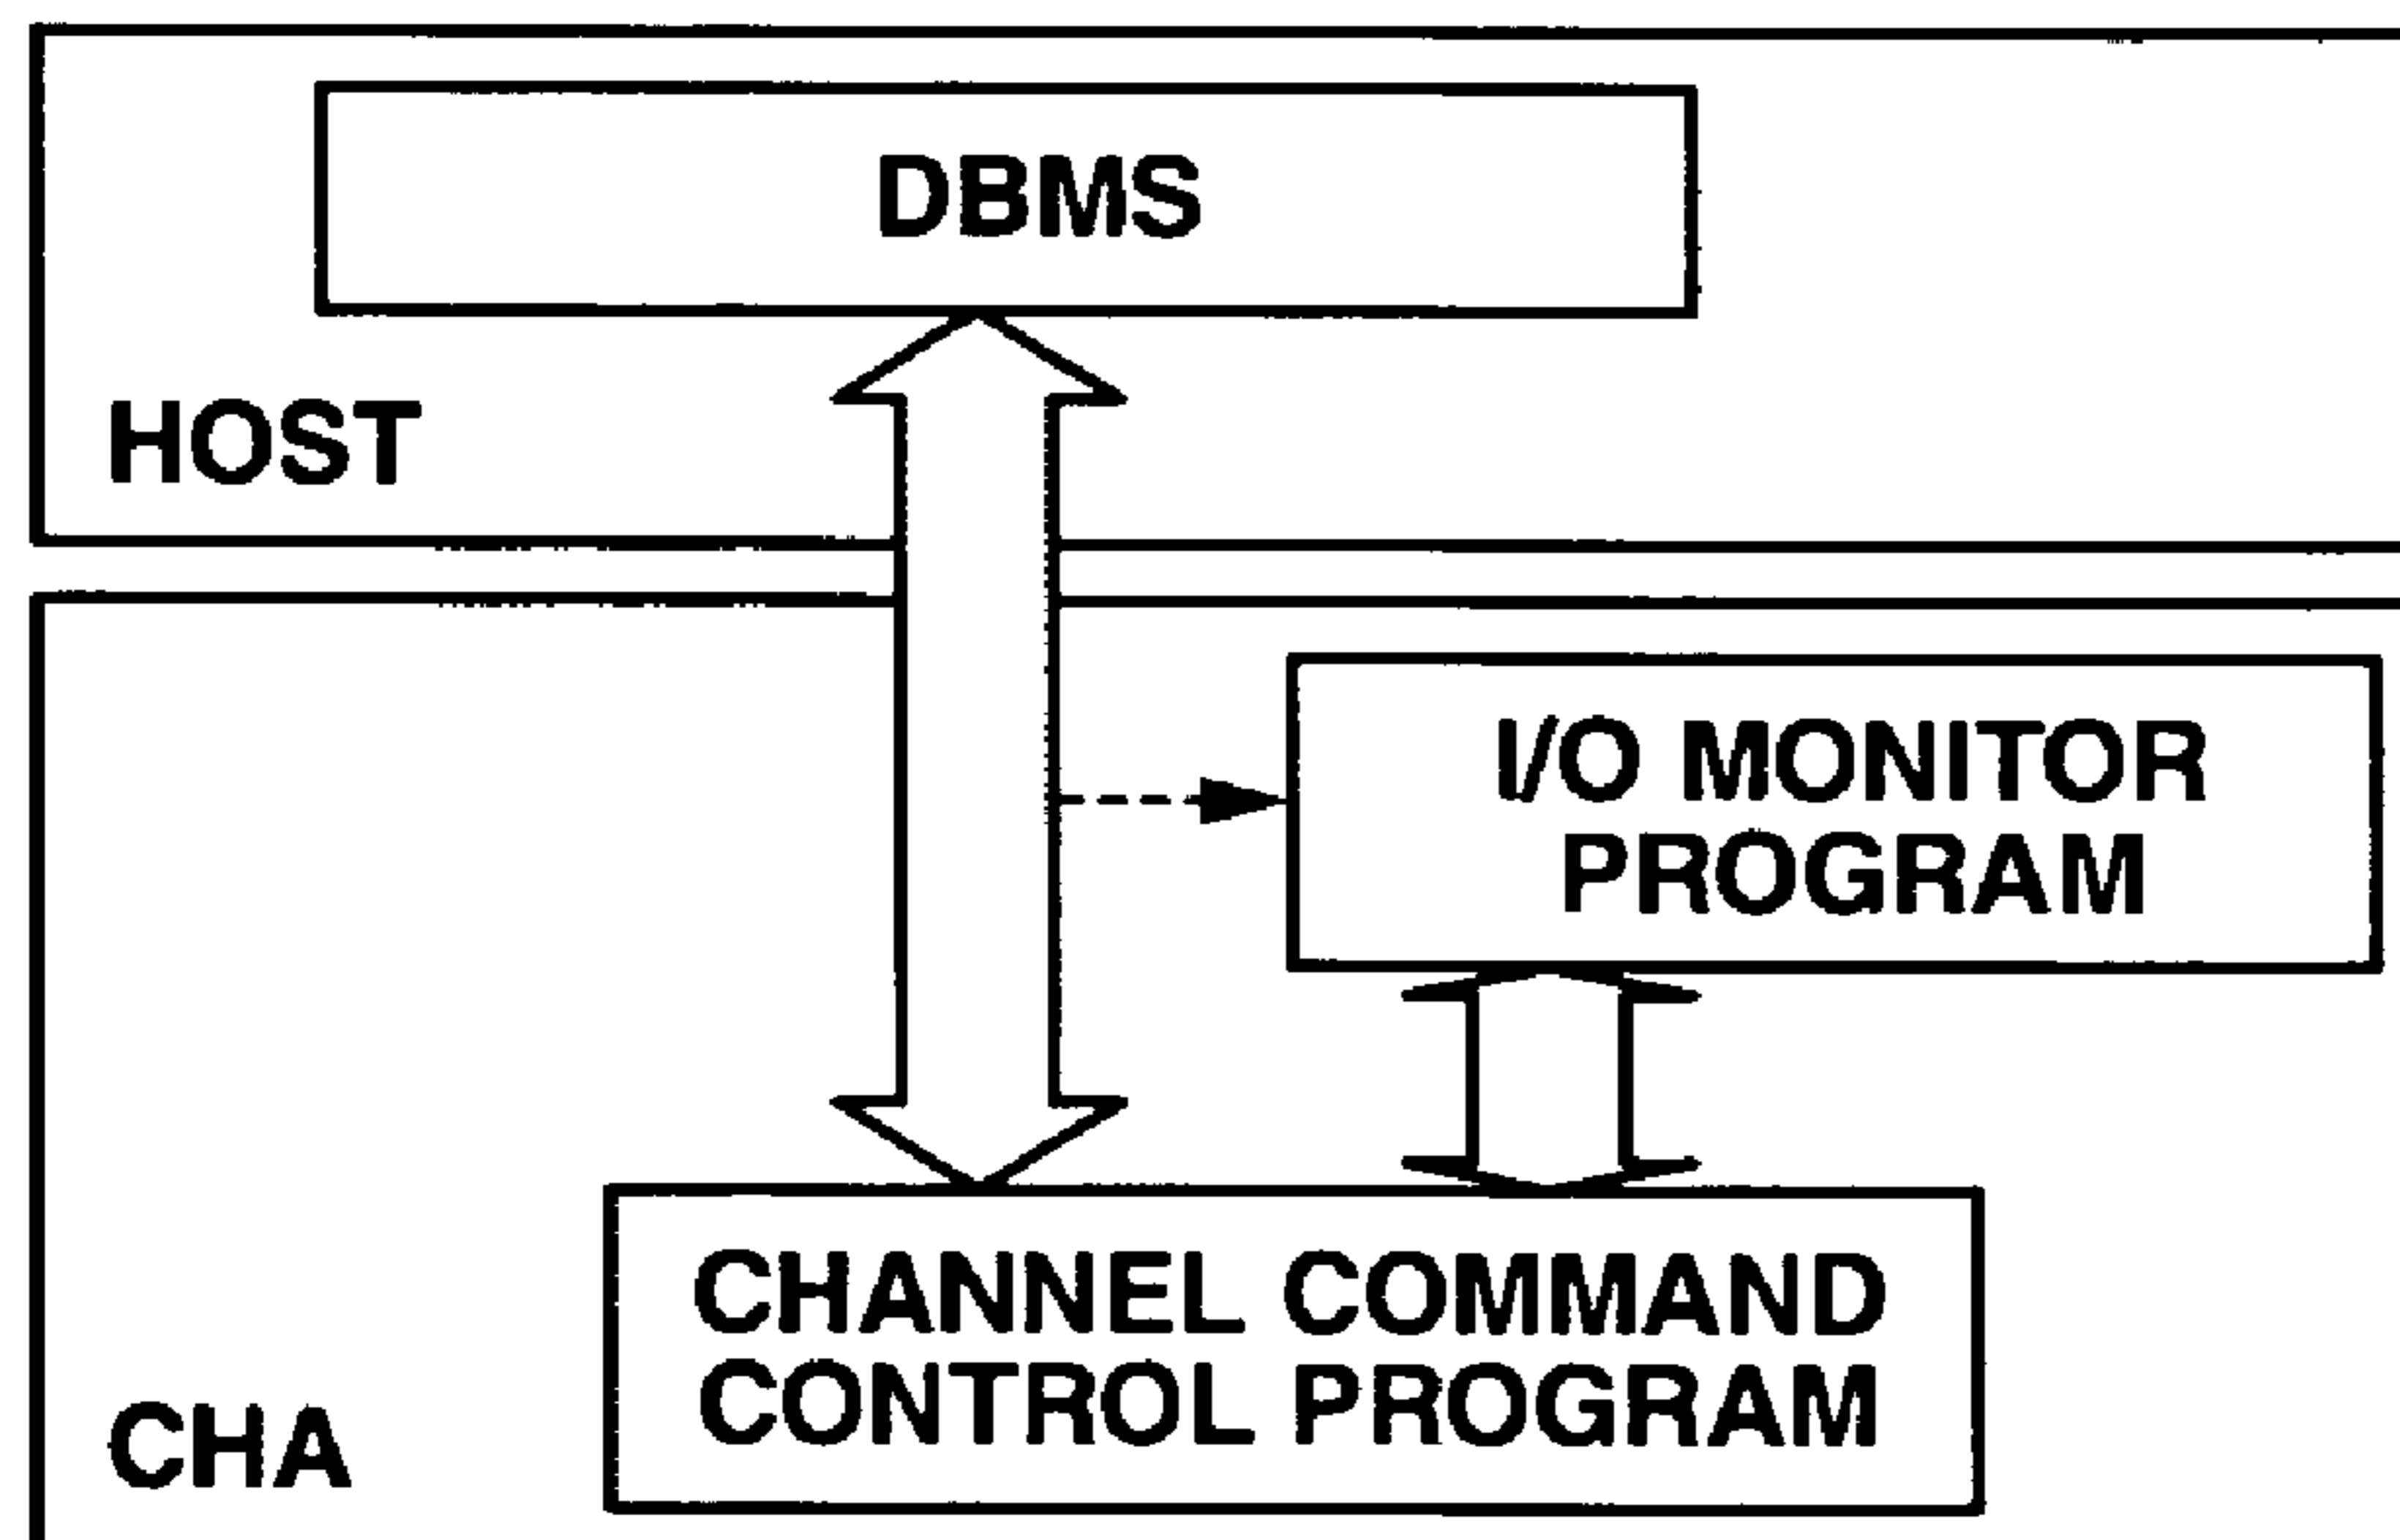 DBMS
HOST
I/O MONITOR
PROGRAM
CHANNEL COMMAND
CONTROL PROGRAM
CHA